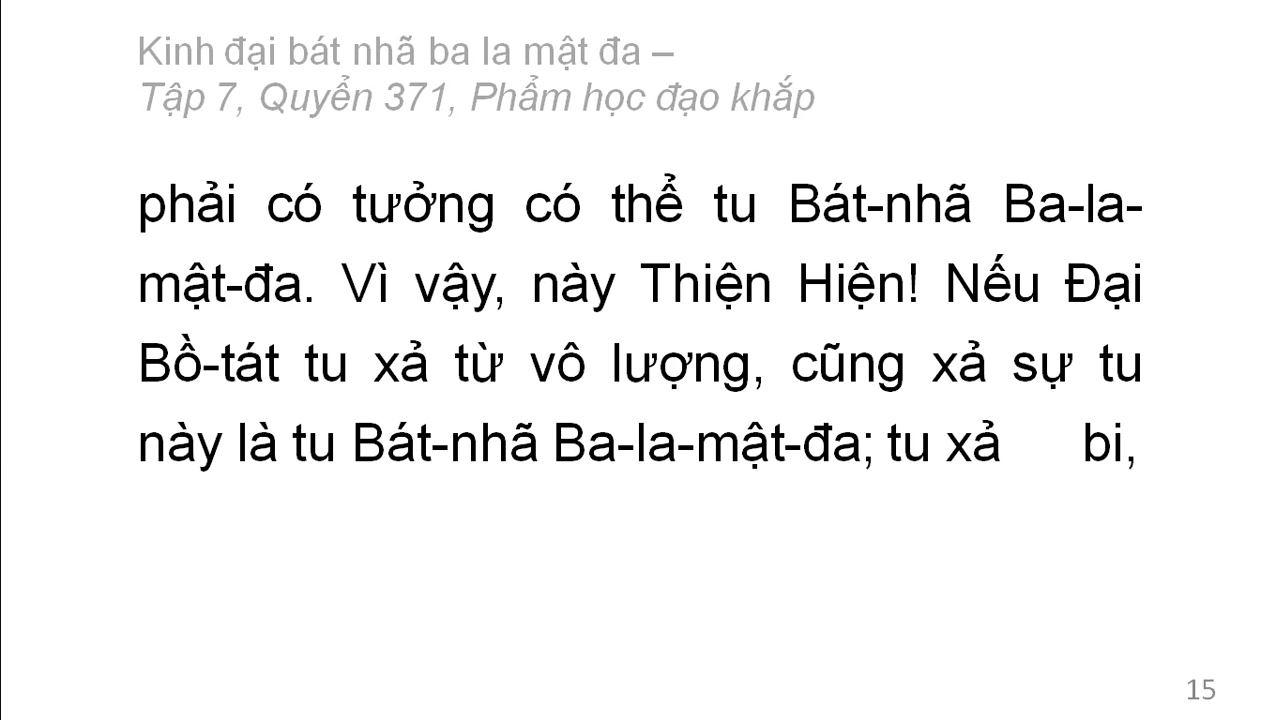 Kinh đại bát nhã ba la mật đa –
Tập 7, Quyển 371, Phẩm học đạo khắp
phải có tưởng có thể tu Bát-nhã Ba-la-
mật-đa. Vì vậy, này Thiện Hiện! Nếu Đại
Bồ-tát tu xả từ vô lượng, cũng xả sự tu
này là tu Bát-nhã Ba-la-mật-đa; tu xả bi,
15